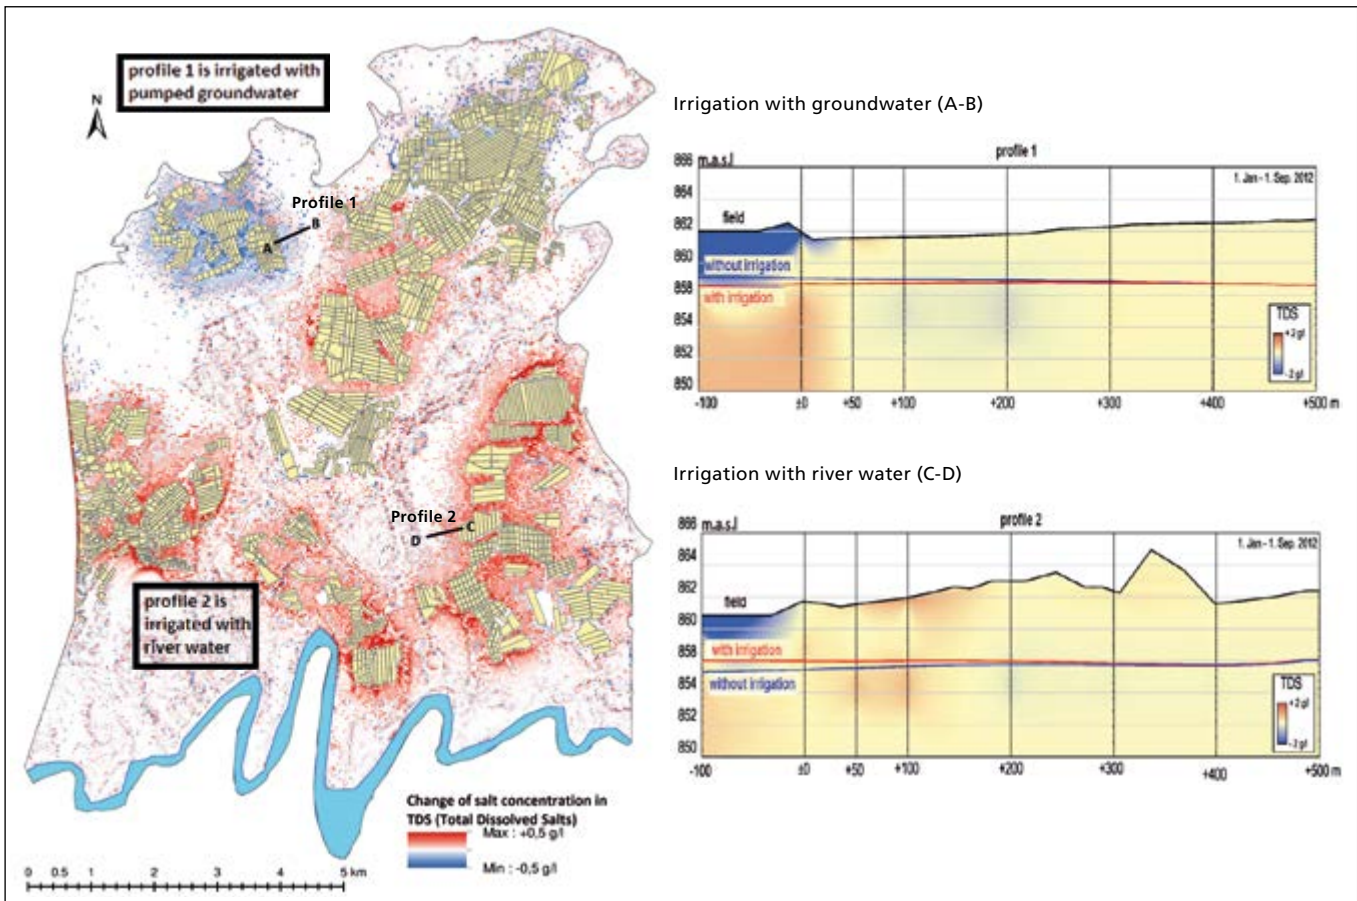 profile 1 is irrigated with
pumped groundwater
N
Profile 1
B
A
Profile 2
C
D
profile 2 is
irrigated with
river water
Change of salt concentration in
TDS (Total Dissolved Salts)
Max : +0,5 g/l
Min : -0,5 g/l
0 0.5 1 2 3 4 5 km
Irrigation with groundwater (A-B)
profile 1
866 m.a.s.l
1. Jan - 1. Sep. 2012
864
field
862
860
without irrigation
858
with irrigation
854
TDS
+2 g/l
-2 g/l
852
850
-100 ±0 +50 +100 +200 +300 +400 +500 m
Irrigation with river water (C-D)
profile 2
866 m.a.s.l
1. Jan - 1. Sep. 2012
864
862
field
860
with irrigation
858
without irrigation
854
TDS
+2 g/l
-2 g/l
852
850
-100 ±0 +50 +100 +200 +300 +400 +500 m